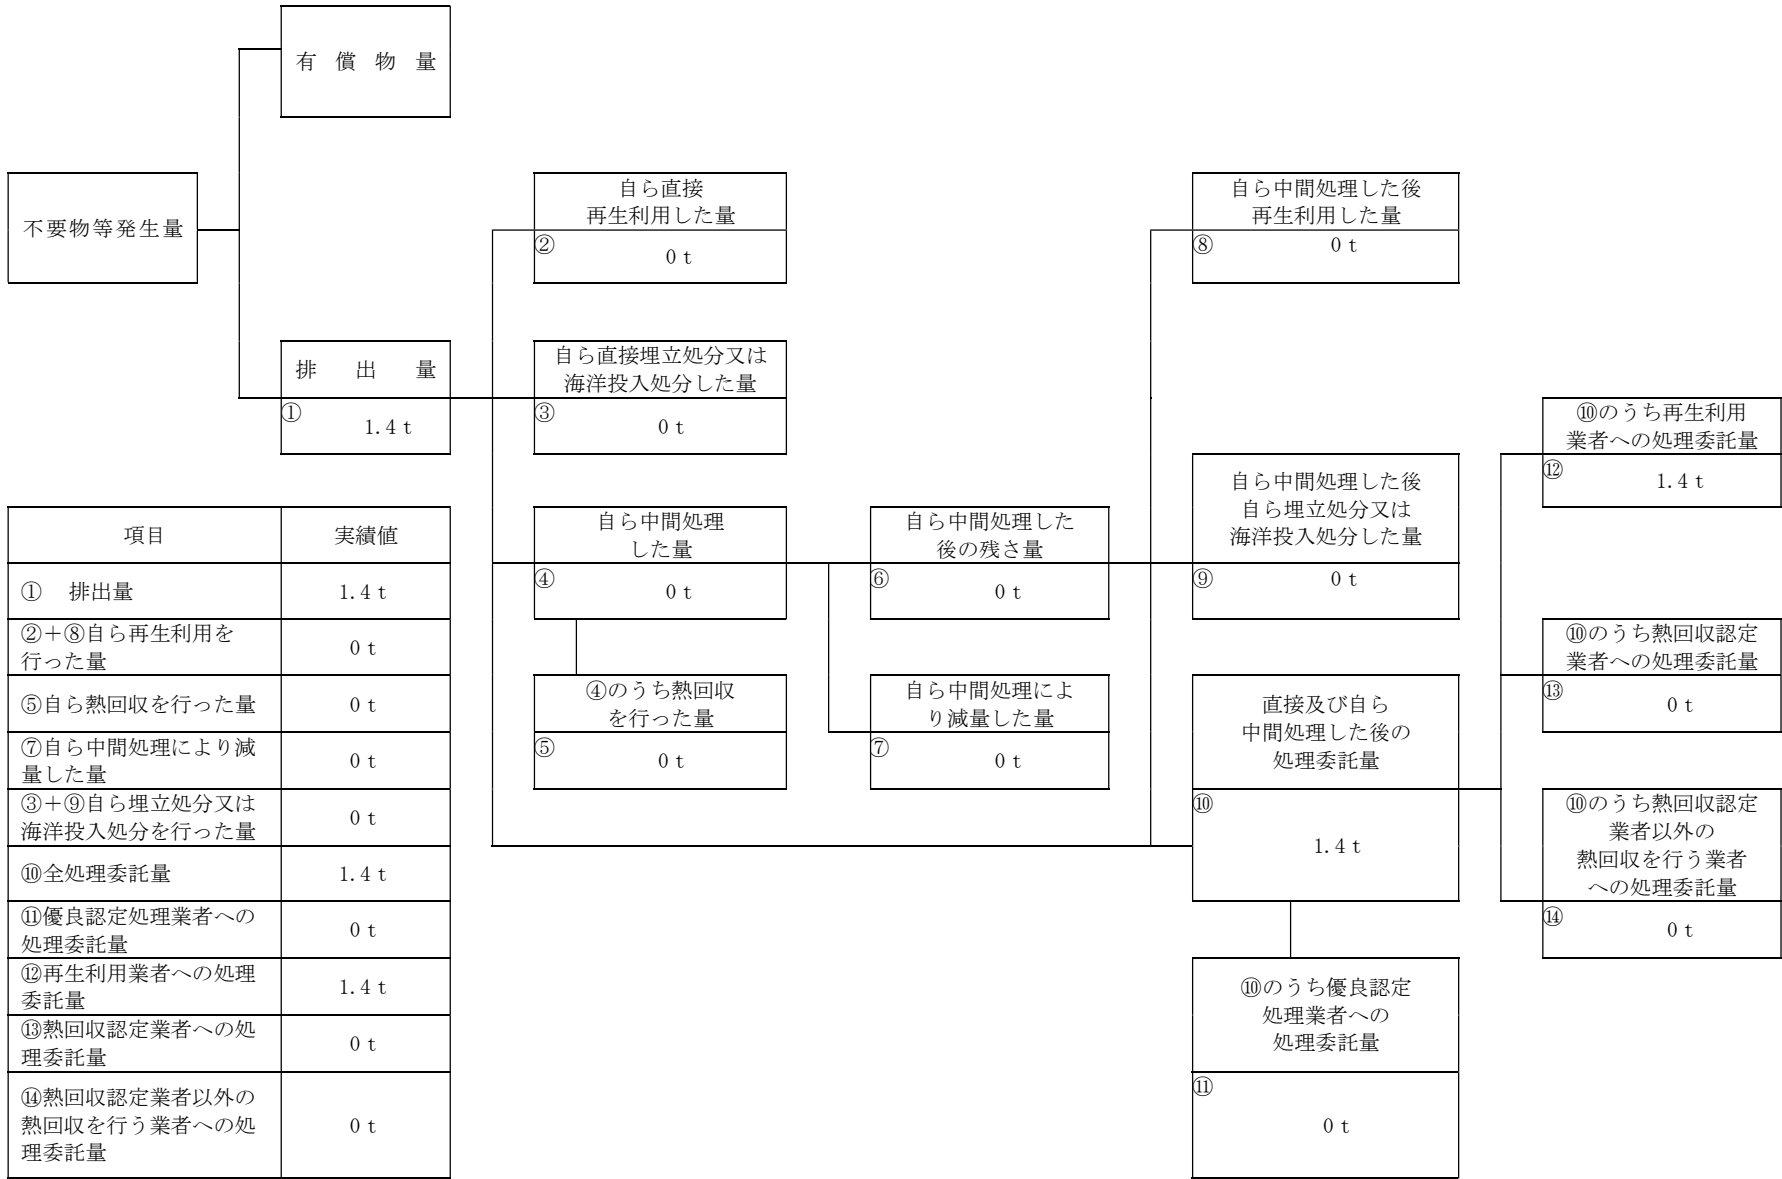 有償物量
不要物等発生量
排出量
①
1.4 t
自ら直接
再生利用した量
②
0 t
自ら直接埋立処分又は
海洋投入処分した量
③
0 t
自ら中間処理
した量
④
0 t
④のうち熱回収
を行った量
⑤
0 t
自ら中間処理した
後の残さ量
⑥
0 t
自ら中間処理によ
り減量した量
⑦
0 t
自ら中間処理した後
再生利用した量
⑧
0 t
自ら中間処理した後
自ら埋立処分又は
海洋投入処分した量
⑨
0 t
直接及び自ら
中間処理した後の
処理委託量
⑩
1.4 t
⑩のうち優良認定
処理業者への
処理委託量
⑪
0 t
⑩のうち再生利用
業者への処理委託量
⑫
1.4 t
⑩のうち熱回収認定
業者への処理委託量
⑬
0 t
⑩のうち熱回収認定
業者以外の
熱回収を行う業者
への処理委託量
⑭
0 t
項目 実績値
① 排出量 1.4 t
②＋⑧自ら再生利用を
行った量
0 t
⑤自ら熱回収を行った量 0 t
⑦自ら中間処理により減
量した量
0 t
③＋⑨自ら埋立処分又は
海洋投入処分を行った量
0 t
⑩全処理委託量 1.4 t
⑪優良認定処理業者への
処理委託量
0 t
⑫再生利用業者への処理
委託量
1.4 t
⑬熱回収認定業者への処
理委託量
0 t
⑭熱回収認定業者以外の
熱回収を行う業者への処
理委託量
0 t